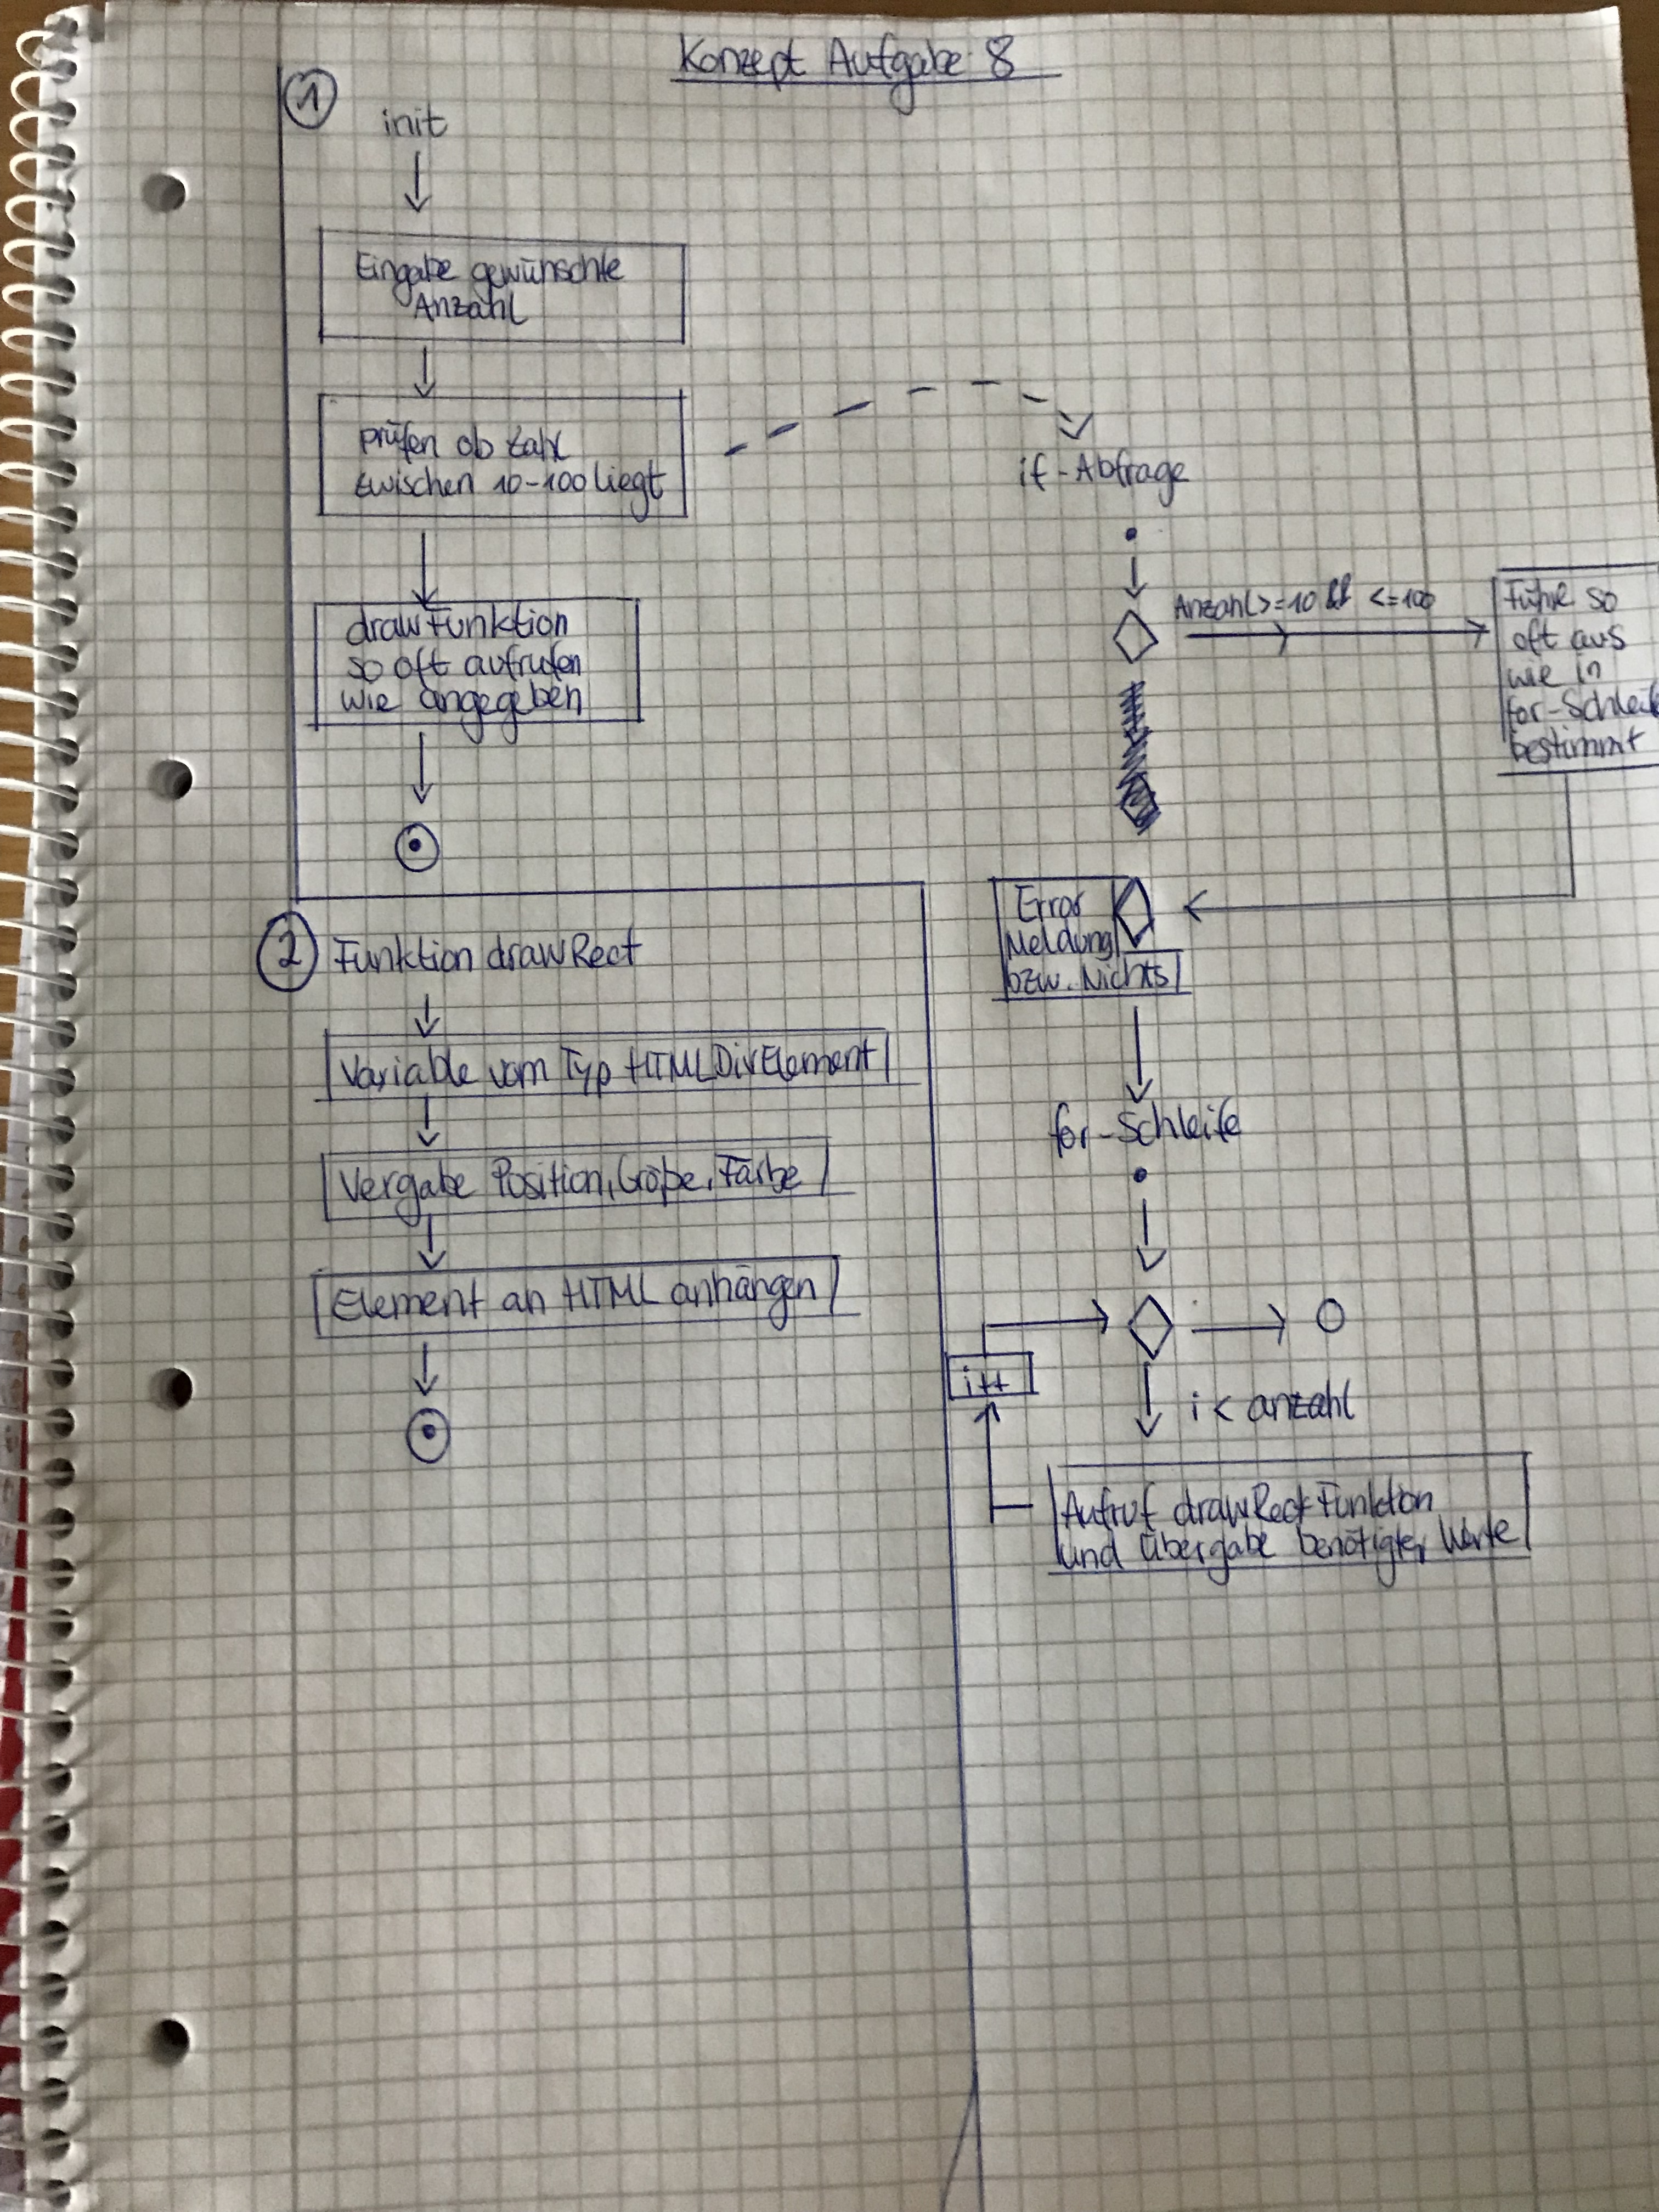 Konzept Aufgabe 8
1
init
Eingabe gewünschte
Anzahl
prüfen ob Zahl
zwischen 10-100 liegt
drawFunktion
so oft aufrufen
wie angegeben
if-Abfrage
Anzahl >=10 && <=100
Führe so
oft aus
wie in
for-Schleife
bestimmt
Error
Meldung
bzw. Nichts
for-Schleife
i++
i < anzahl
Aufruf drawRect Funktion
und Übergabe benötigter Werte
2
Funktion drawRect
Variable vom Typ HTMLDivElement
Vergabe Position, Größe, Farbe
Element an HTML anhängen